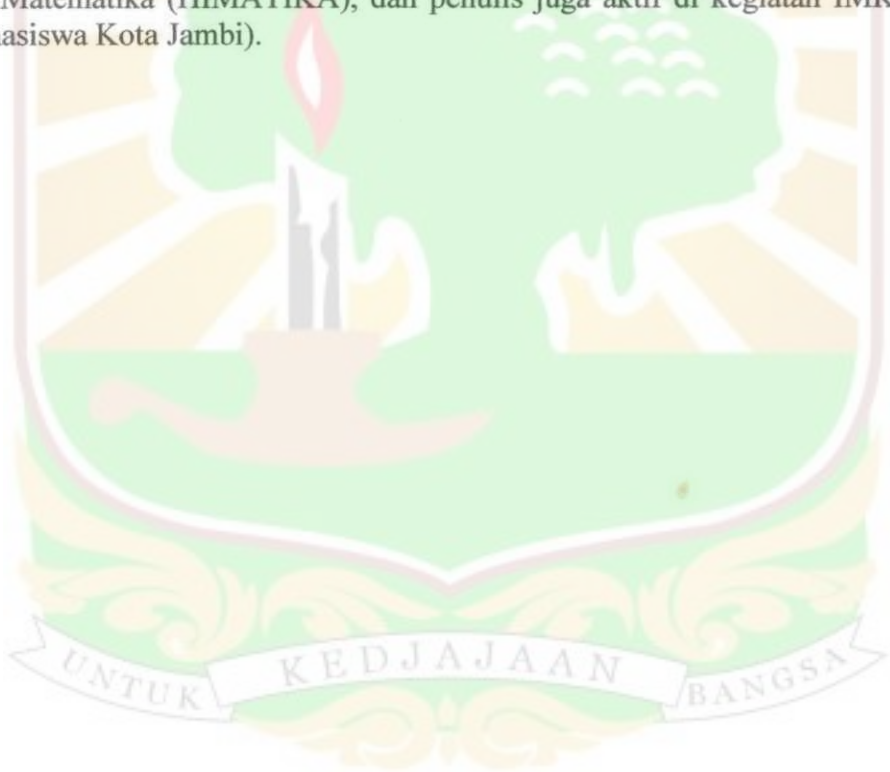 Matematika (HIMATIKA), dan penulis juga aktif di kegiatan
asiswa Kota Jambi).
UNTUK KEDJAJAAN BANGSA